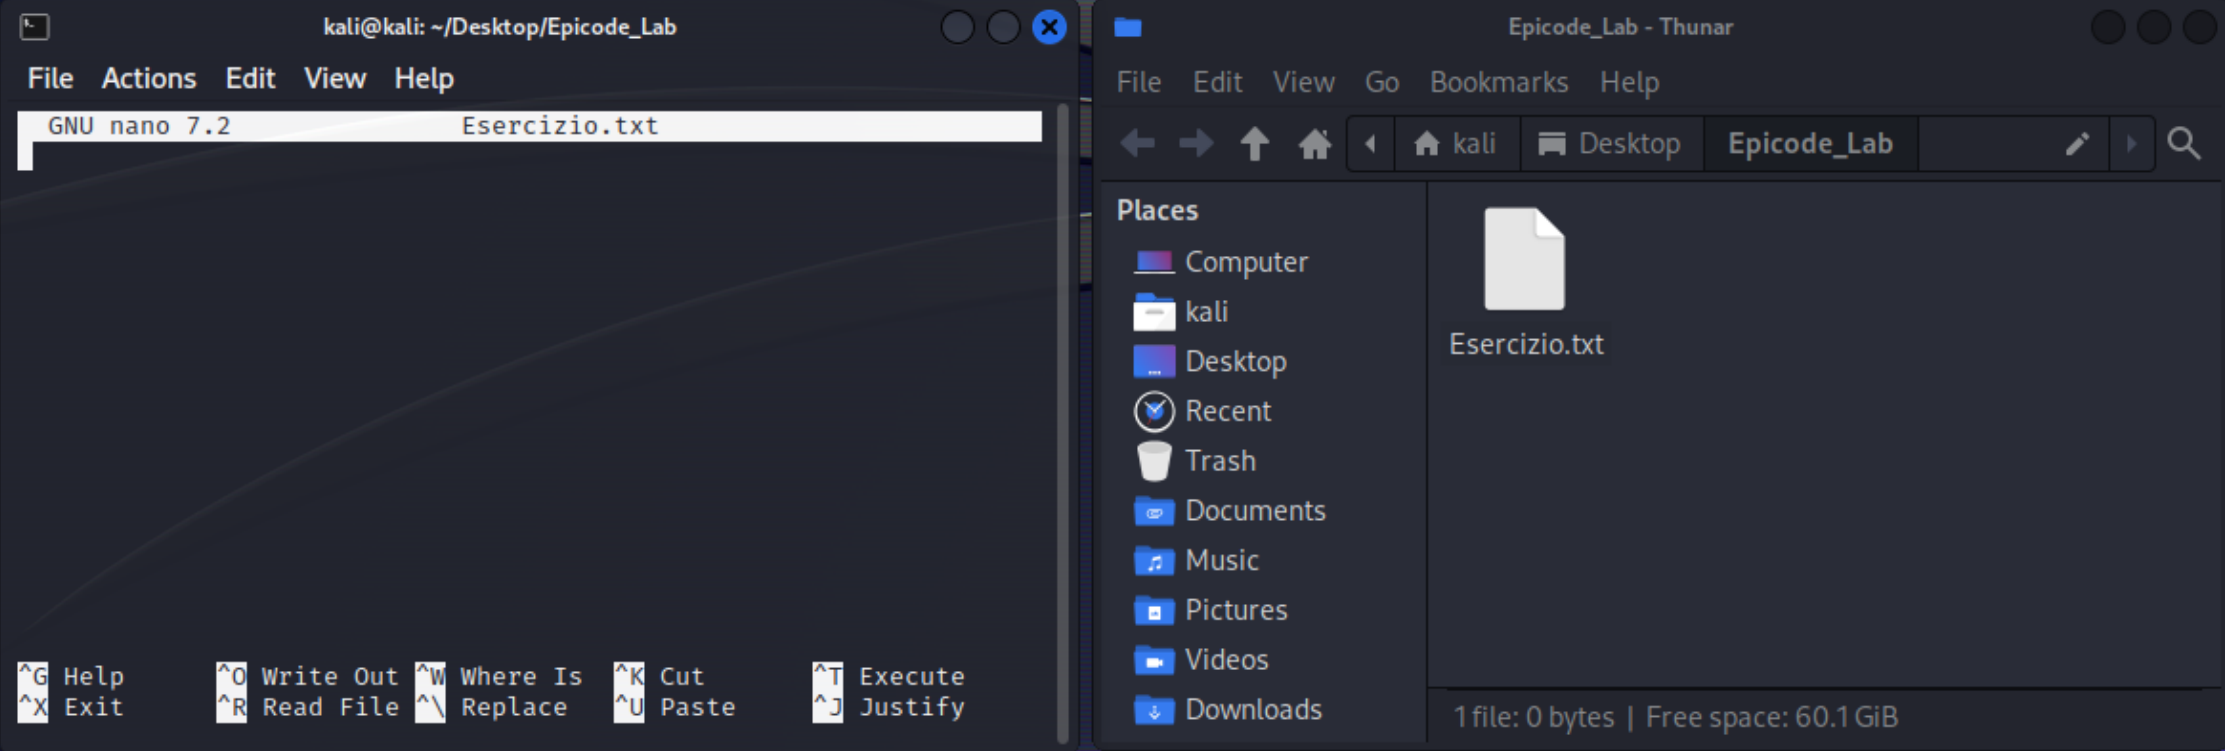 kali@kali: ~/Desktop/Epicode_Lab
File Actions Edit View Help
GNU nano 7.2 Esercizio.txt
^G Help ^O Write Out ^W Where Is ^K Cut ^T Execute
^X Exit ^R Read File ^\ Replace ^U Paste ^J Justify
Epicode_Lab - Thunar
File Edit View Go Bookmarks Help
kali Desktop Epicode_Lab
Places
Computer
kali
Desktop
Recent
Trash
Documents
Music
Pictures
Videos
Downloads
Esercizio.txt
1 file: 0 bytes | Free space: 60.1 GiB